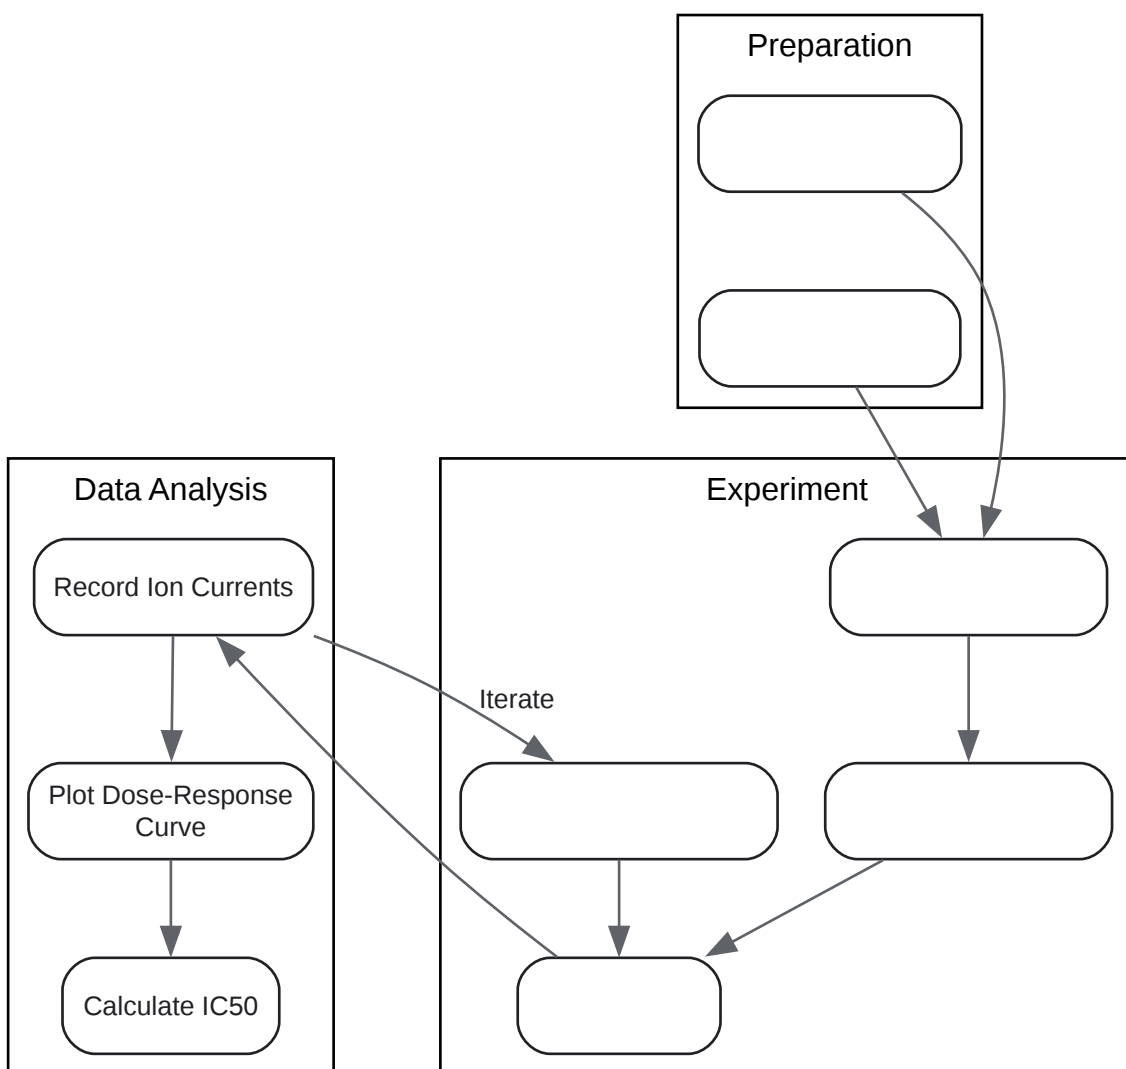 Preparation
Data Analysis
Experiment
Record Ion Currents
Iterate
Plot Dose-Response
Curve
Calculate IC50